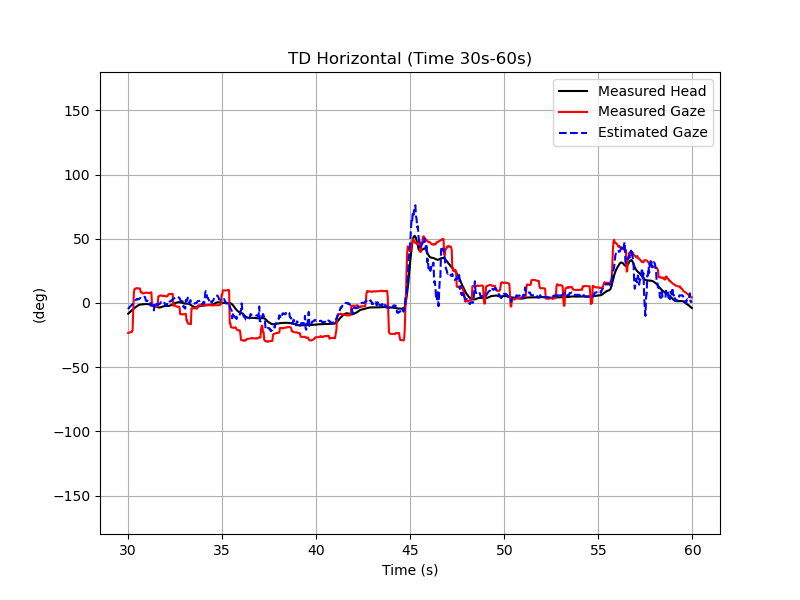 TD Horizontal (Time 30s-60s)
Measured Head
Measured Gaze
Estimated Gaze
150
100
50
0
−50
−100
−150
(deg)
30 35 40 45 50 55 60
Time (s)